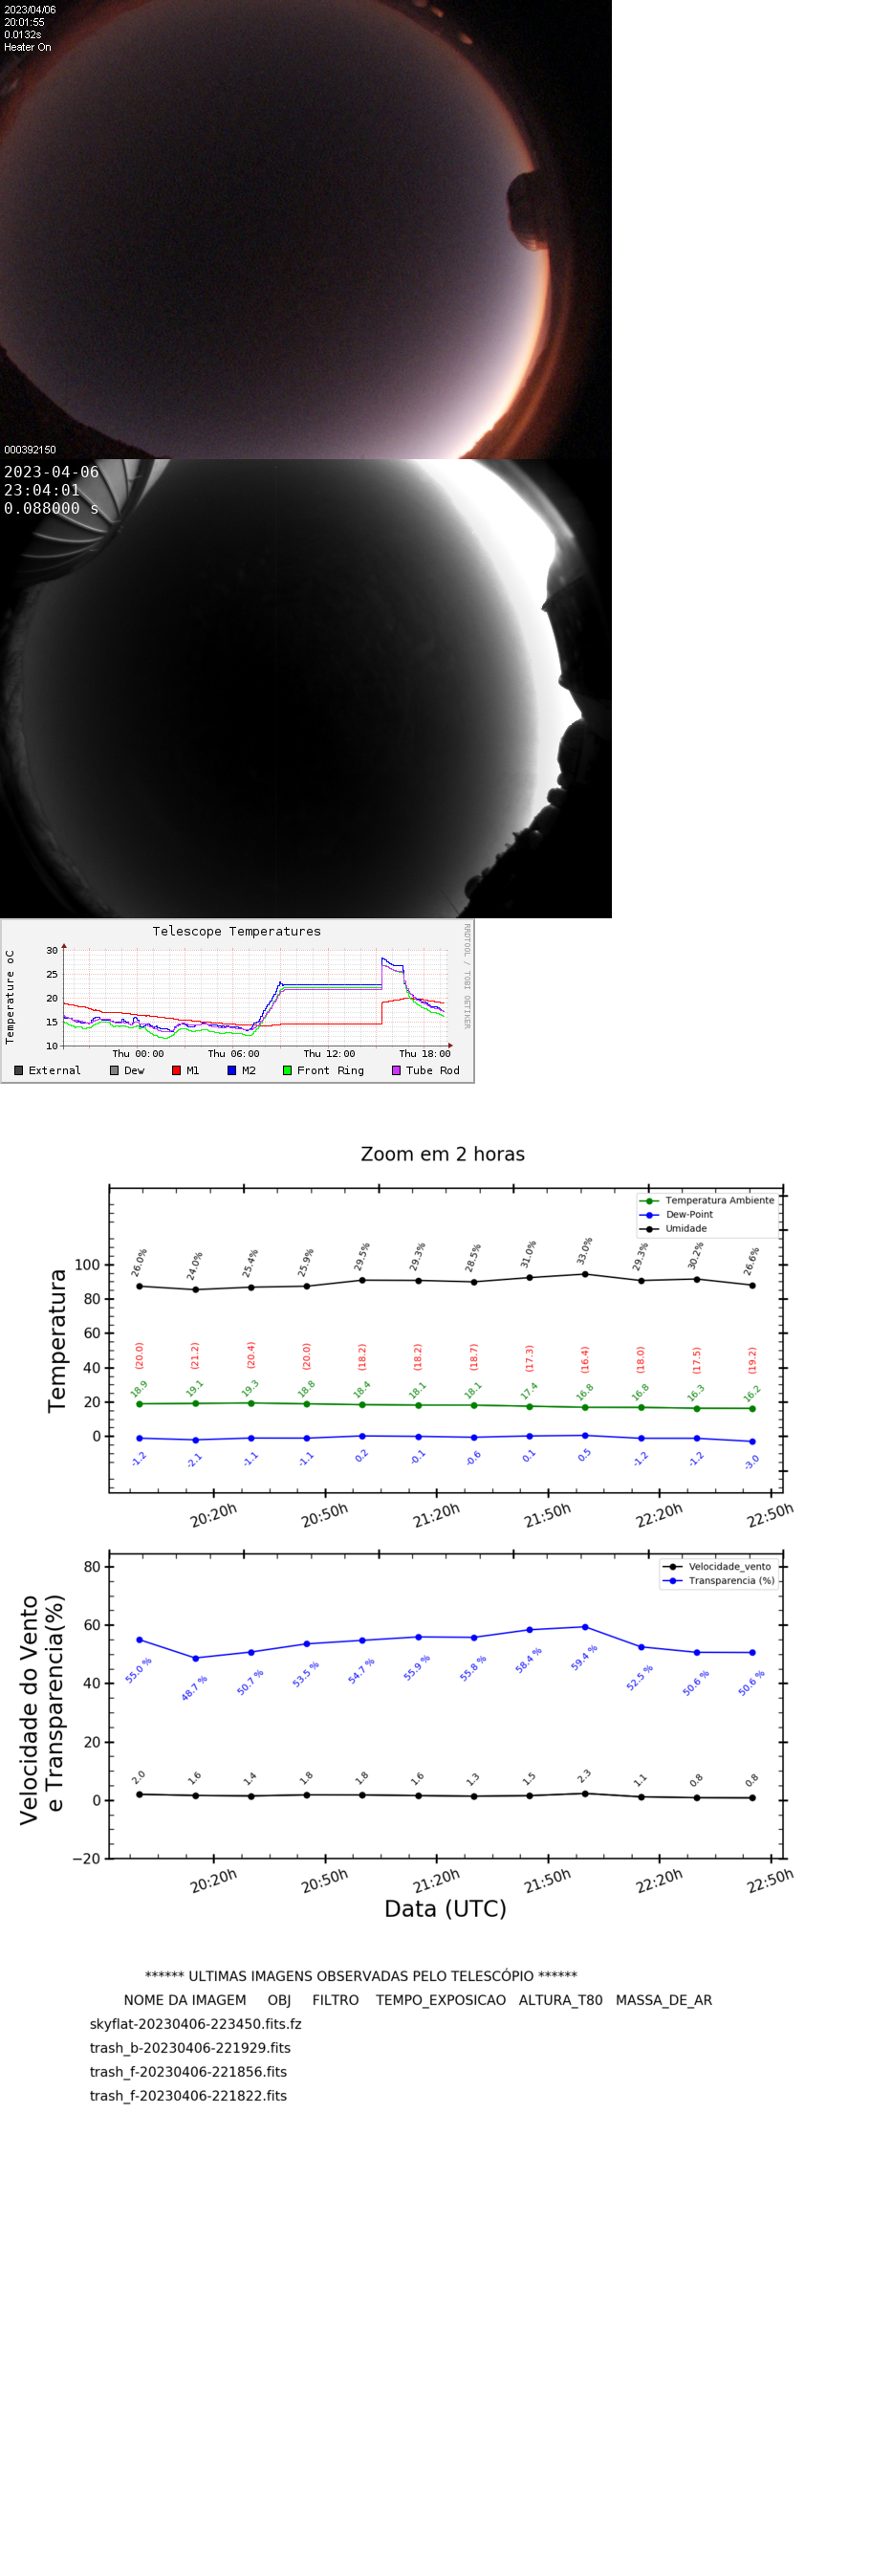 2023/04/06
20:01:55
0.0132s
Heater On
000392150
2023-04-06
23:04:01
0.088000 s
Telescope Temperatures
RRDTOOL / TOBI OETIKER
Temperature oC
30
25
20
15
10
Thu 00:00 Thu 06:00 Thu 12:00 Thu 18:00
External Dew M1 M2 Front Ring Tube Rod
Zoom em 2 horas
Temperatura Ambiente
Dew-Point
Umidade
Temperatura
100
80
60
40
20
0
26.0% 24.0% 25.4% 25.9% 29.5% 29.3% 28.5% 31.0% 33.0% 29.3% 30.2% 26.6%
(20.0) (21.2) (20.4) (20.0) (18.2) (18.2) (18.7) (17.3) (16.4) (18.0) (17.5) (19.2)
18.9 19.1 19.3 18.8 18.4 18.1 18.1 17.4 16.8 16.8 16.3 16.2
-1.2 -2.1 -1.1 -1.1 0.2 -0.1 -0.6 0.1 0.5 -1.2 -1.2 -3.0
20:20h 20:50h 21:20h 21:50h 22:20h 22:50h
Velocidade_vento
Transparencia (%)
Velocidade do Vento
e Transparencia(%)
80
60
40
20
0
−20
55.0 % 48.7 % 50.7 % 53.5 % 54.7 % 55.9 % 55.8 % 58.4 % 59.4 % 52.5 % 50.6 % 50.6 %
2.0 1.6 1.4 1.8 1.8 1.6 1.3 1.5 2.3 1.1 0.8 0.8
20:20h 20:50h 21:20h 21:50h 22:20h 22:50h
Data (UTC)
****** ULTIMAS IMAGENS OBSERVADAS PELO TELESCÓPIO ******
NOME DA IMAGEM OBJ FILTRO TEMPO_EXPOSICAO ALTURA_T80 MASSA_DE_AR
skyflat-20230406-223450.fits.fz
trash_b-20230406-221929.fits
trash_f-20230406-221856.fits
trash_f-20230406-221822.fits